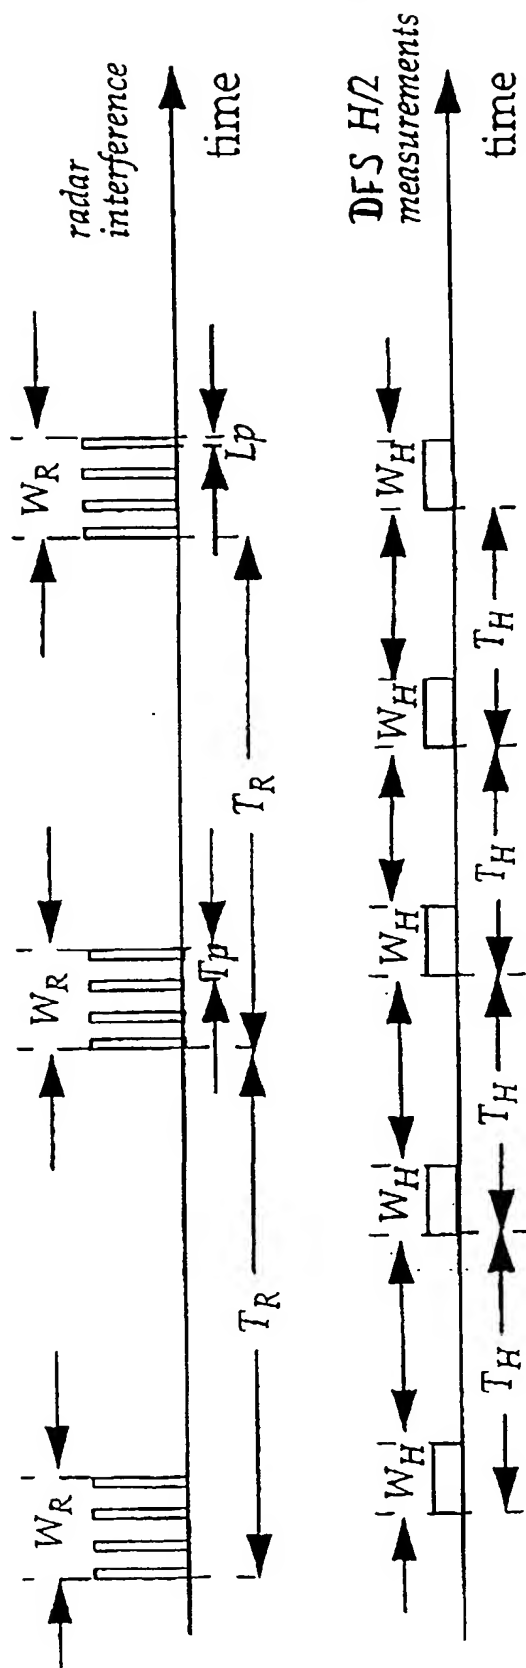 radar
interference
W_R W_R W_R
time
Tp Lp
T_R T_R
DFS H/2
measurements
W_H W_H W_H W_H W_H
time
T_H T_H T_H T_H